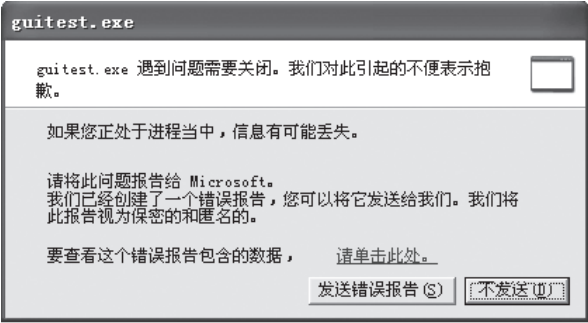 guitest.exe
guitest.exe 遇到问题需要关闭。我们对此引起的不便表示抱
歉。
如果您正处于进程当中，信息有可能丢失。
请将此问题报告给 Microsoft。
我们已经创建了一个错误报告，您可以将它发送给我们。我们将
此报告视为保密的和匿名的。
要查看这个错误报告包含的数据， 请单击此处。
发送错误报告(S) 不发送(D)